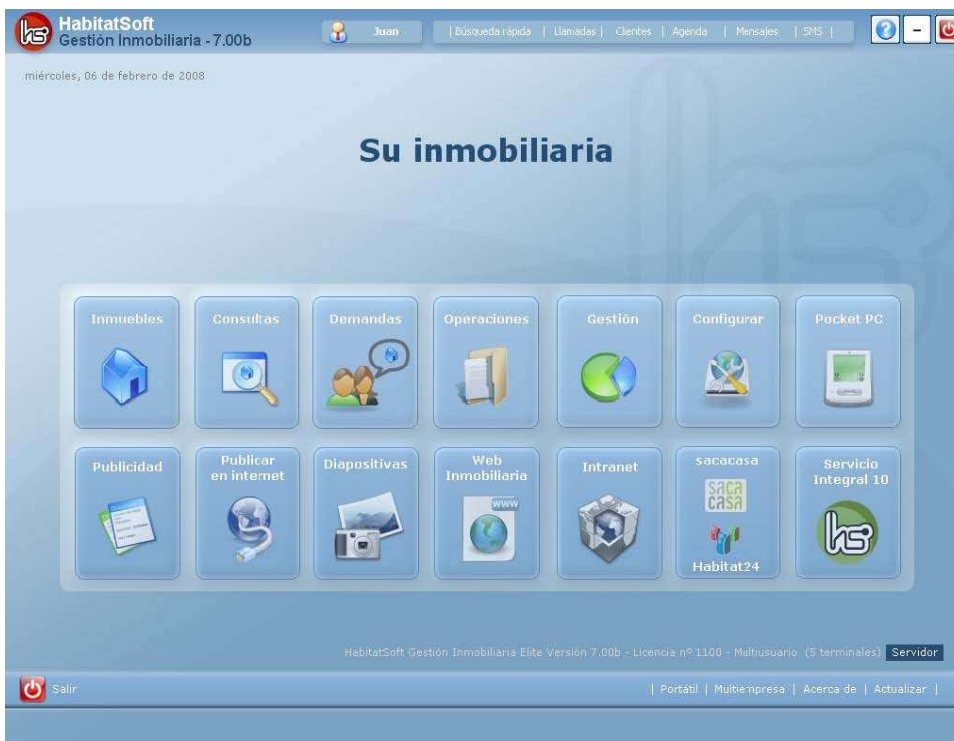 HabitatSoft
Gestión Inmobiliaria - 7.00b
Juan
| Búsqueda rápida | Llamadas | Clientes | Agenda | Mensajes | SMS |
miércoles, 06 de febrero de 2008
Su inmobiliaria
Inmuebles
Consultas
Demandas
Operaciones
Gestión
Configurar
Pocket PC
Publicidad
Publicar
en internet
Diapositivas
Web
Inmobiliaria
www
Intranet
sacacasa
saca
casa
Habitat24
Servicio
Integral 10
hs
HabitatSoft Gestión Inmobiliaria Elite Versión 7.00b - Licencia nº 1100 - Multiusuario (5 terminales) Servidor
Salir
| Portátil | Multiempresa | Acerca de | Actualizar |